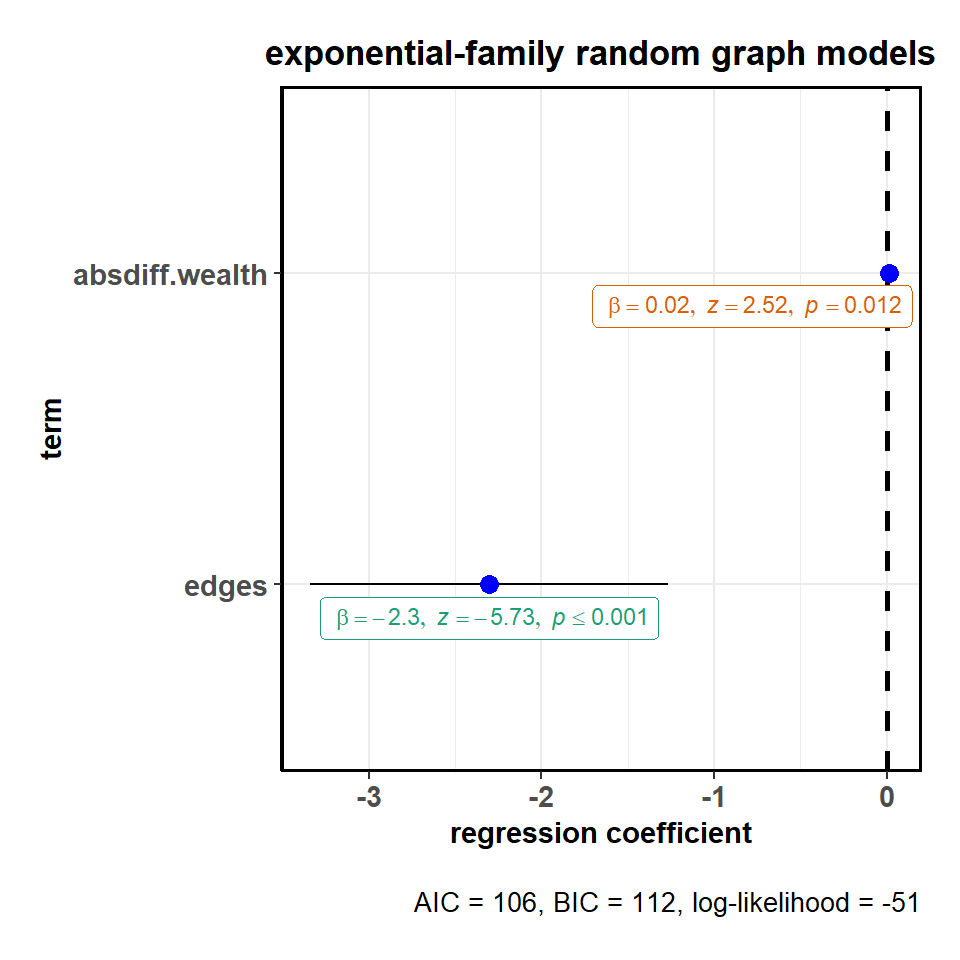 exponential-family random graph models
absdiff.wealth
β = 0.02, z = 2.52, p = 0.012
term
edges
β = −2.3, z = −5.73, p ≤ 0.001
-3 -2 -1 0
regression coefficient
AIC = 106, BIC = 112, log-likelihood = -51